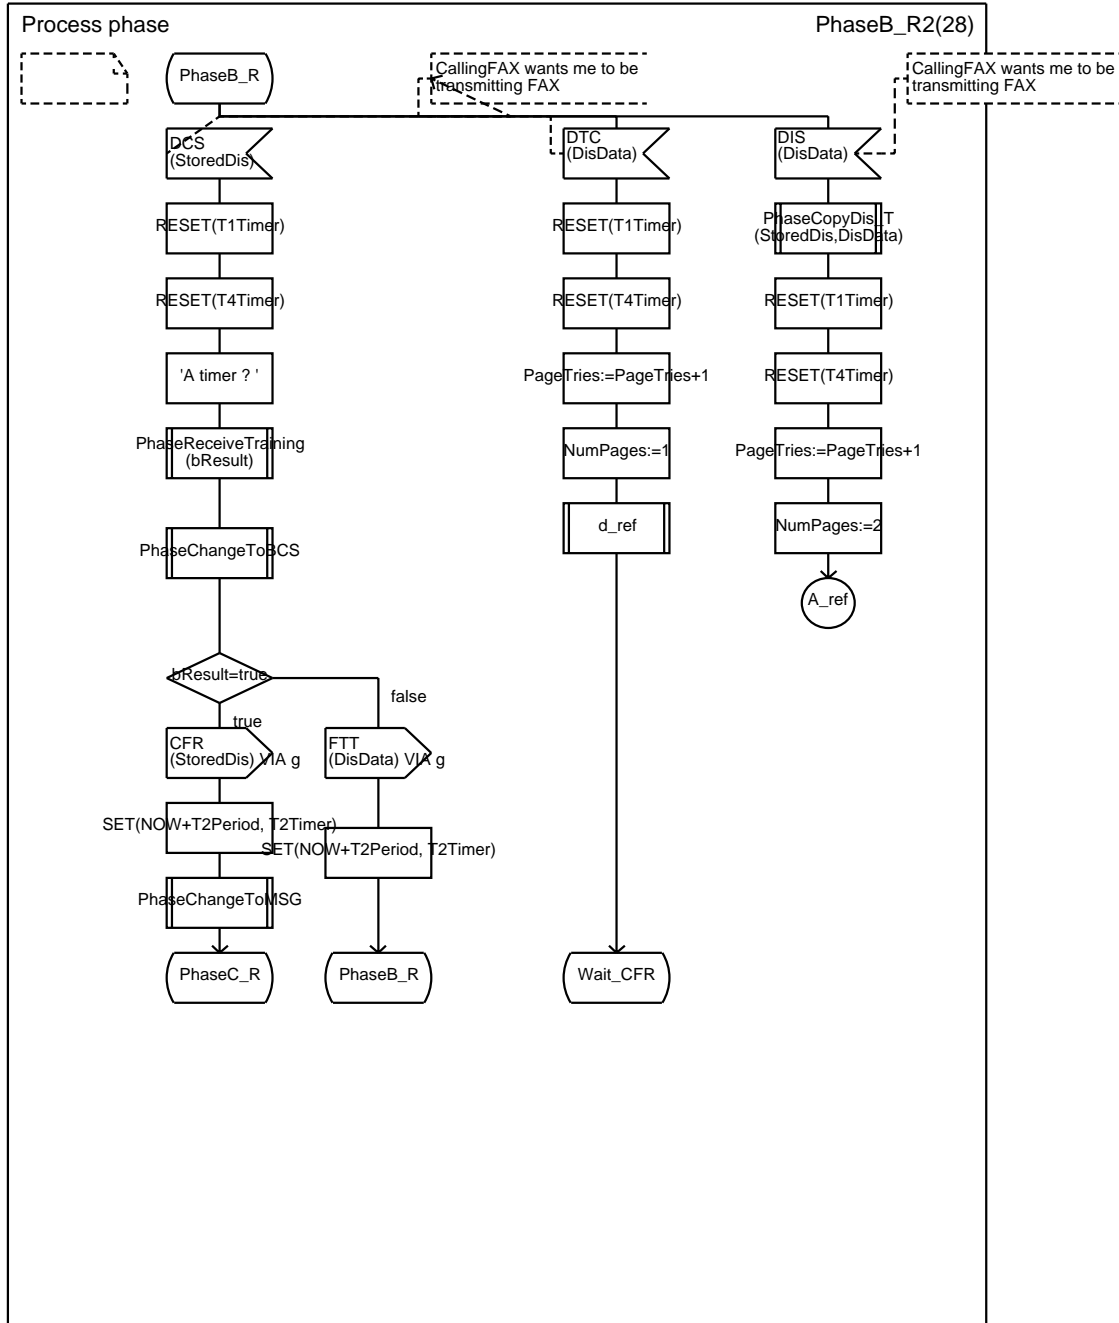 Process phase
PhaseB_R2(28)
PhaseB_R
CallingFAX wants me to be
transmitting FAX
CallingFAX wants me to be
transmitting FAX
DCS
(StoredDis)
DTC
(DisData)
DIS
(DisData)
RESET(T1Timer)
RESET(T1Timer)
PhaseCopyDis_T
(StoredDis,DisData)
RESET(T4Timer)
RESET(T4Timer)
RESET(T1Timer)
'A timer ? '
PageTries:=PageTries+1
RESET(T4Timer)
PhaseReceiveTraining
(bResult)
NumPages:=1
PageTries:=PageTries+1
PhaseChangeToBCS
d_ref
NumPages:=2
A_ref
bResult=true
false
true
CFR
(StoredDis) VIA g
FTT
(DisData) VIA g
SET(NOW+T2Period, T2Timer)
SET(NOW+T2Period, T2Timer)
PhaseChangeToMSG
PhaseC_R
PhaseB_R
Wait_CFR